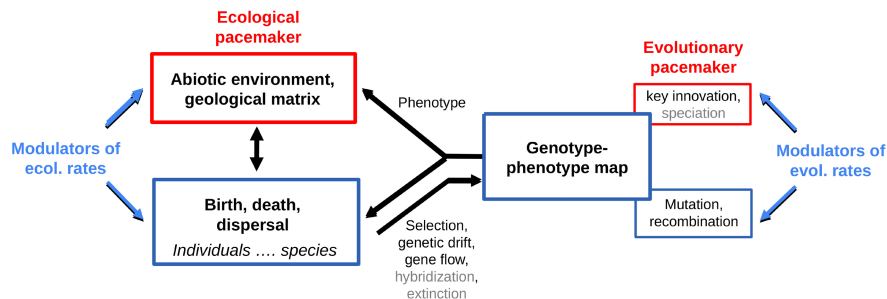 Ecological
pacemaker
Abiotic environment,
geological matrix
Modulators of
ecol. rates
Birth, death,
dispersal
Individuals …. species
Phenotype
Selection,
genetic drift,
gene flow,
hybridization,
extinction
Genotype-
phenotype map
Evolutionary
pacemaker
key innovation,
speciation
Mutation,
recombination
Modulators of
evol. rates